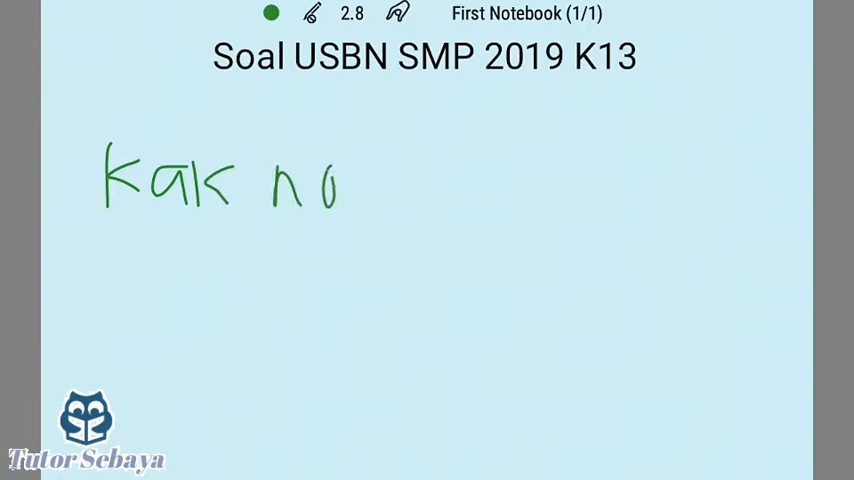 2.8 First Notebook (1/1)
Soal USBN SMP 2019 K13
Kak no
Tutor Sebaya